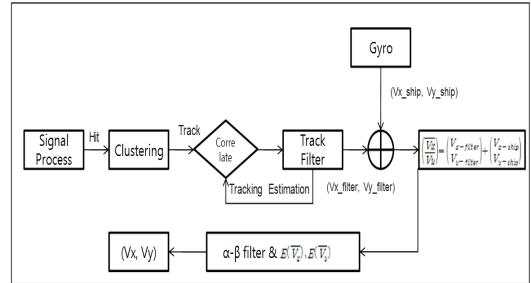 Gyro
(Vx_ship, Vy_ship)
Signal
Process
Hit
Clustering
Track
Corre
late
Track
Filter
Tracking Estimation
(Vx_filter, Vy_filter)
(Vx, Vy)
α-β filter &